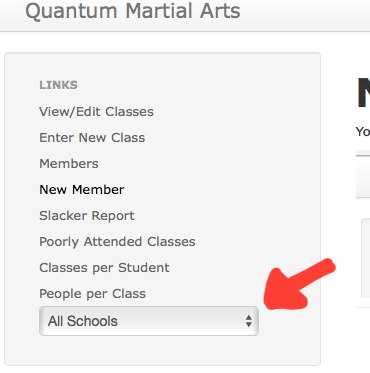 Quantum Martial Arts
LINKS
View/Edit Classes
Enter New Class
Members
New Member
Slacker Report
Poorly Attended Classes
Classes per Student
People per Class
All Schools
Yo